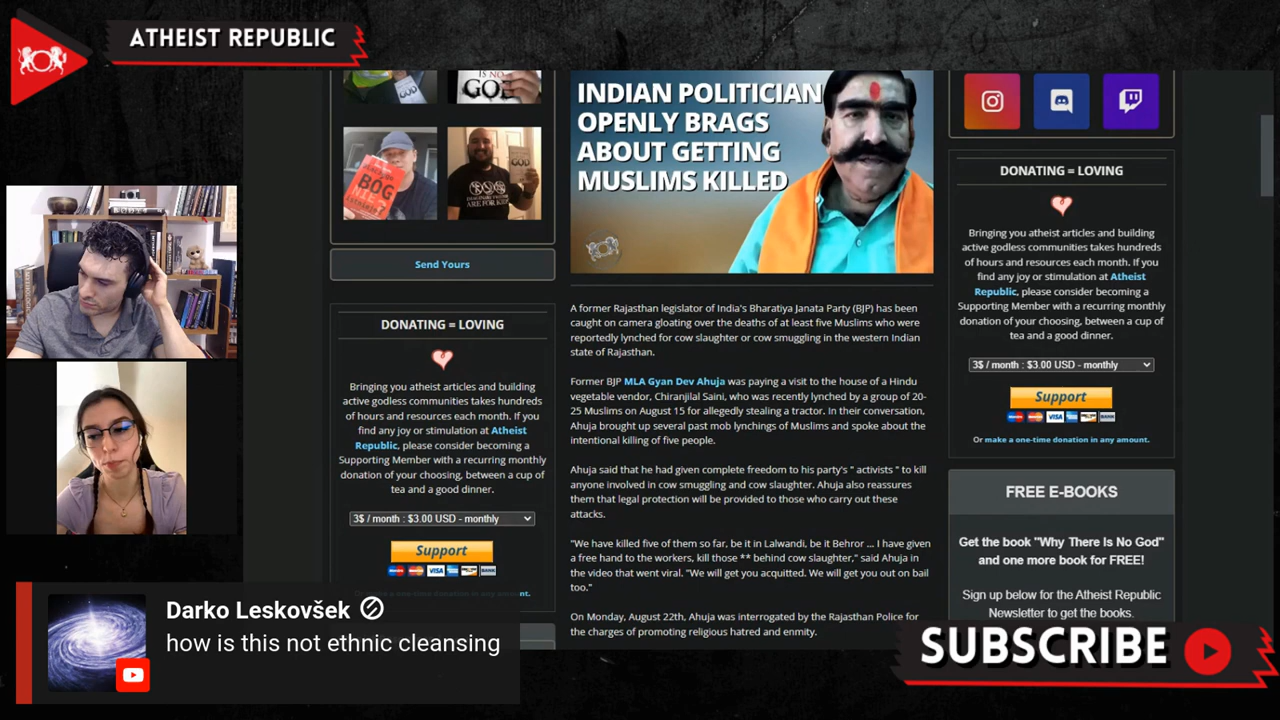 ATHEIST REPUBLIC
IS NO
GOD
BOG
Send Yours
DONATING = LOVING
Bringing you atheist articles and building
active godless communities takes hundreds
of hours and resources each month. If you
find any joy or stimulation at Atheist
Republic, please consider becoming a
Supporting Member with a recurring monthly
donation of your choosing, between a cup of
tea and a good dinner.
3$ / month : $3.00 USD - monthly
Support
VISA
BANK
INDIAN POLITICIAN
OPENLY BRAGS
ABOUT GETTING
MUSLIMS KILLED
A former Rajasthan legislator of India's Bharatiya Janata Party (BJP) has been
caught on camera gloating over the deaths of at least five Muslims who were
reportedly lynched for cow slaughter or cow smuggling in the western Indian
state of Rajasthan.
Former BJP MLA Gyan Dev Ahuja was paying a visit to the house of a Hindu
vegetable vendor, Chiranjilal Saini, who was recently lynched by a group of 20-
25 Muslims on August 15 for allegedly stealing a tractor. In their conversation,
Ahuja brought up several past mob lynchings of Muslims and spoke about the
intentional killing of five people.
Ahuja said that he had given complete freedom to his party's " activists " to kill
anyone involved in cow smuggling and cow slaughter. Ahuja also reassures
them that legal protection will be provided to those who carry out these
attacks.
"We have killed five of them so far, be it in Lalwandi, be it Behror ... I have given
a free hand to the workers, kill those ** behind cow slaughter," said Ahuja in
the video that went viral. "We will get you acquitted. We will get you out on bail
too."
On Monday, August 22th, Ahuja was interrogated by the Rajasthan Police for
the charges of promoting religious hatred and enmity.
DONATING = LOVING
Bringing you atheist articles and building
active godless communities takes hundreds
of hours and resources each month. If you
find any joy or stimulation at Atheist
Republic, please consider becoming a
Supporting Member with a recurring monthly
donation of your choosing, between a cup of
tea and a good dinner.
3$ / month : $3.00 USD - monthly
Support
VISA
BANK
Or make a one-time donation in any amount.
FREE E-BOOKS
Get the book "Why There Is No God"
and one more book for FREE!
Sign up below for the Atheist Republic
Newsletter to get the books.
Darko Leskovšek
how is this not ethnic cleansing
SUBSCRIBE